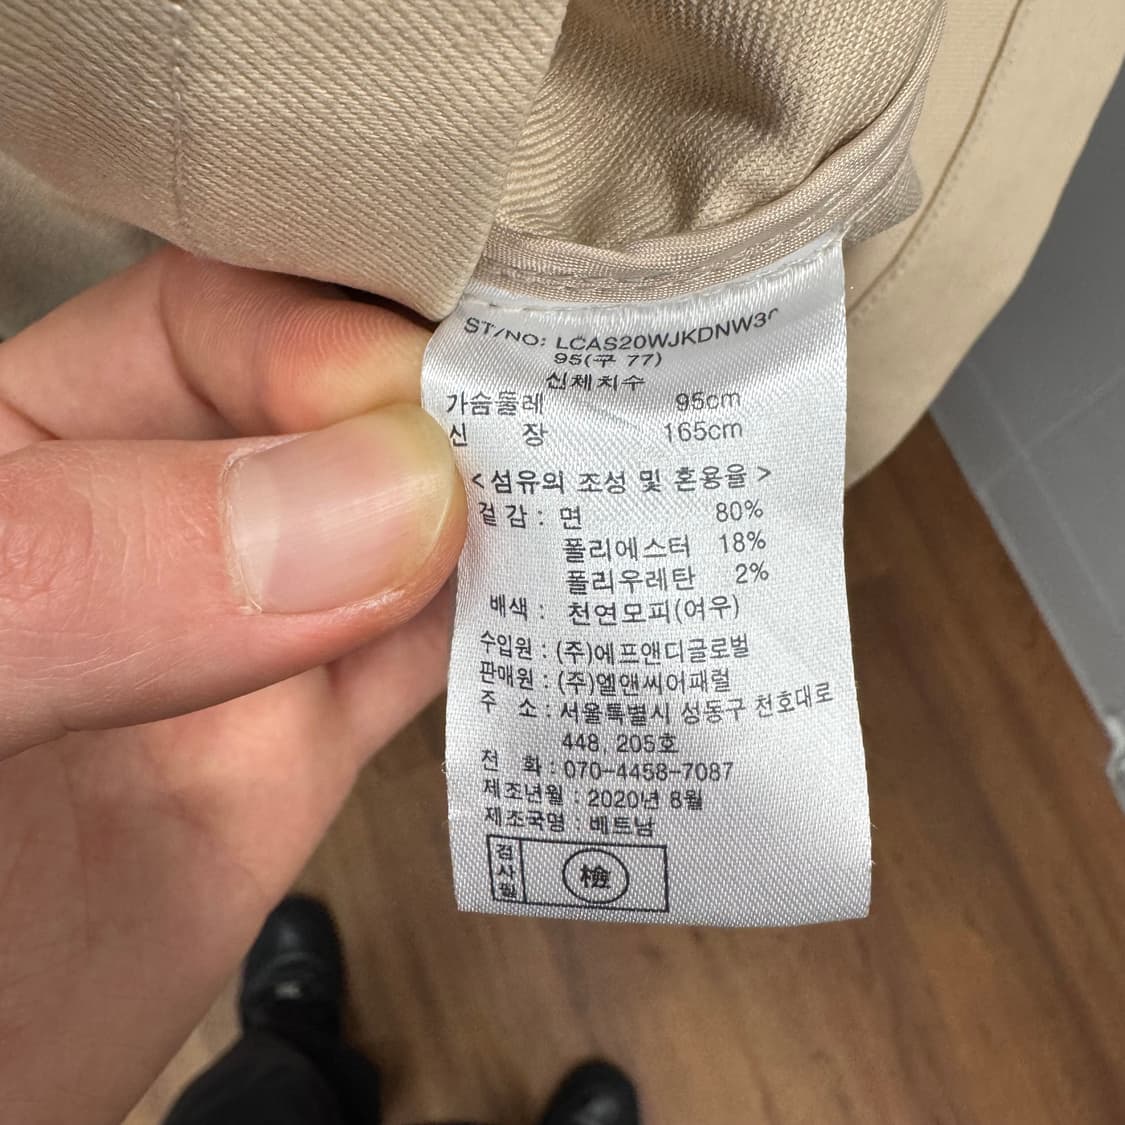 ST/NO: LCAS20WJKDNW30
95(구 77)
신체치수
가슴둘레 95cm
신 장 165cm
<섬유의 조성 및 혼용율>
겉감 : 면 80%
폴리에스터 18%
폴리우레탄 2%
배색 : 천연모피(여우)
수입원 : (주)에프앤디글로벌
판매원 : (주)엘앤씨어패럴
주 소 : 서울특별시 성동구 천호대로
448, 205호
전 화 : 070-4458-7087
제조년월 : 2020년 8월
제조국명 : 베트남
검사필 檢